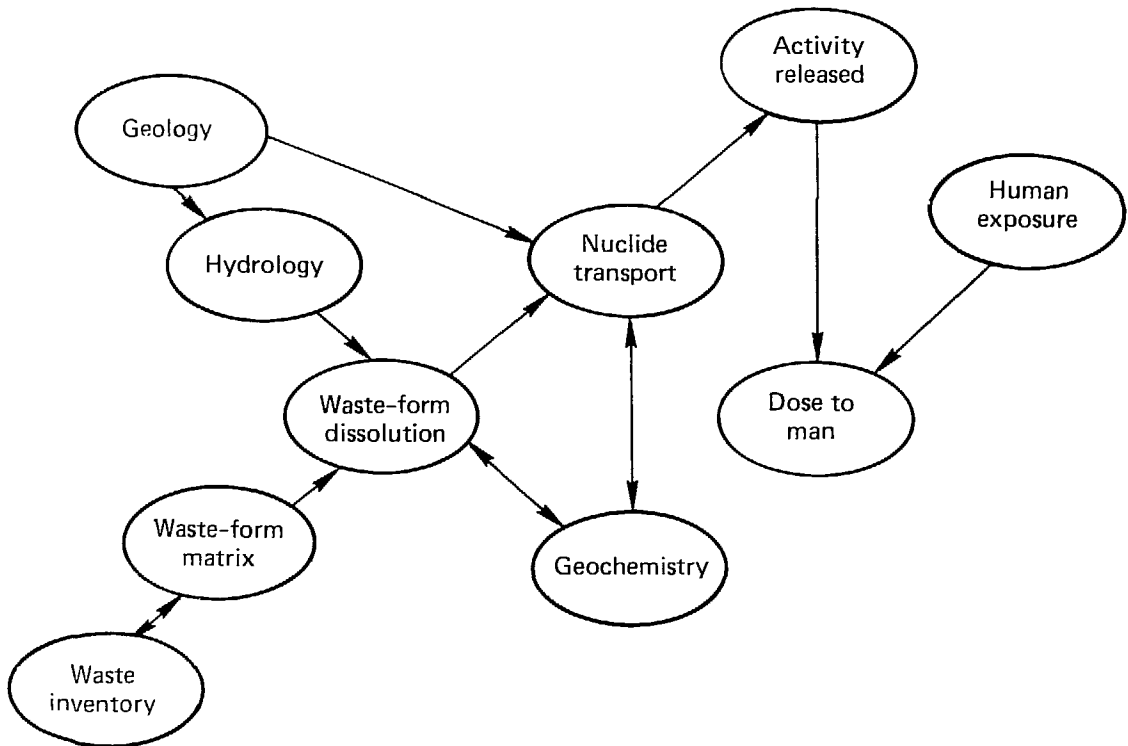 Activity
released
Geology
Human
exposure
Nuclide
transport
Hydrology
Waste-form
dissolution
Dose to
man
Waste-form
matrix
Geochemistry
Waste
inventory